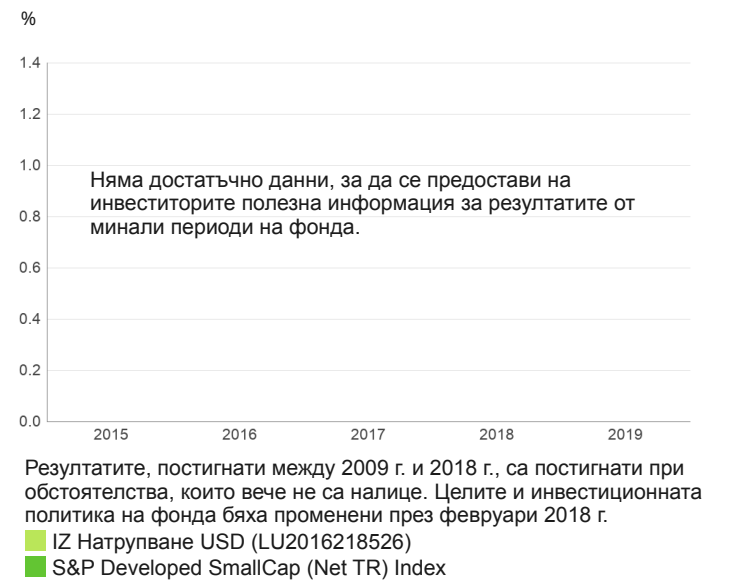 %
1.4
1.2
1.0
Няма достатъчно данни, за да се предостави на
инвеститорите полезна информация за резултатите от
0.8
минали периоди на фонда.
0.6
0.4
0.2
0.0
2015 2016 2017 2018 2019
Резултатите, постигнати между 2009 г. и 2018 г., са постигнати при
обстоятелства, които вече не са налице. Целите и инвестиционната
политика на фонда бяха променени през февруари 2018 г.
IZ Натрупване USD (LU2016218526)
S&P Developed SmallCap (Net TR) Index